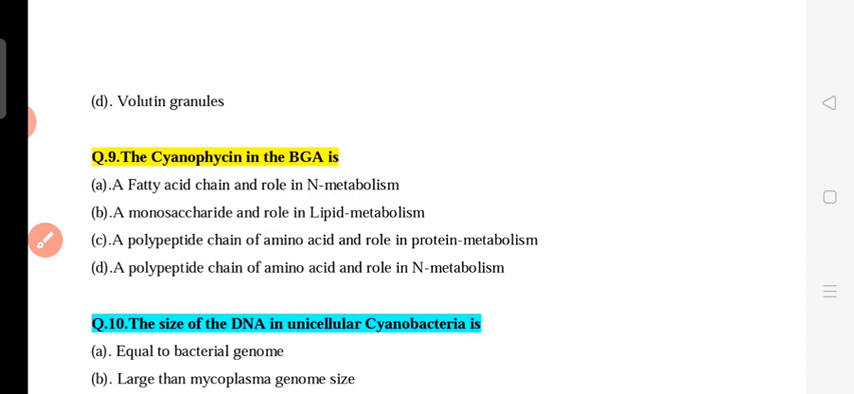 (d). Volutin granules
Q.9.The Cyanophycin in the BGA is
(a).A Fatty acid chain and role in N-metabolism
(b).A monosaccharide and role in Lipid-metabolism
(c).A polypeptide chain of amino acid and role in protein-metabolism
(d).A polypeptide chain of amino acid and role in N-metabolism
Q.10.The size of the DNA in unicellular Cyanobacteria is
(a). Equal to bacterial genome
(b). Large than mycoplasma genome size